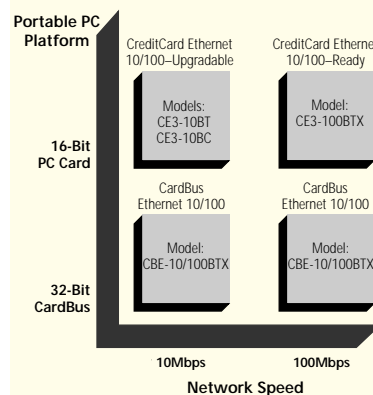 Portable PC
Platform
CreditCard Ethernet
10/100–Upgradable
CreditCard Etherne
10/100–Ready
Models:
CE3-10BT
CE3-10BC
Model:
CE3-100BTX
16-Bit
PC Card
CardBus
Ethernet 10/100
CardBus
Ethernet 10/100
Model:
CBE-10/100BTX
Model:
CBE-10/100BTX
32-Bit
CardBus
10Mbps
100Mbps
Network Speed